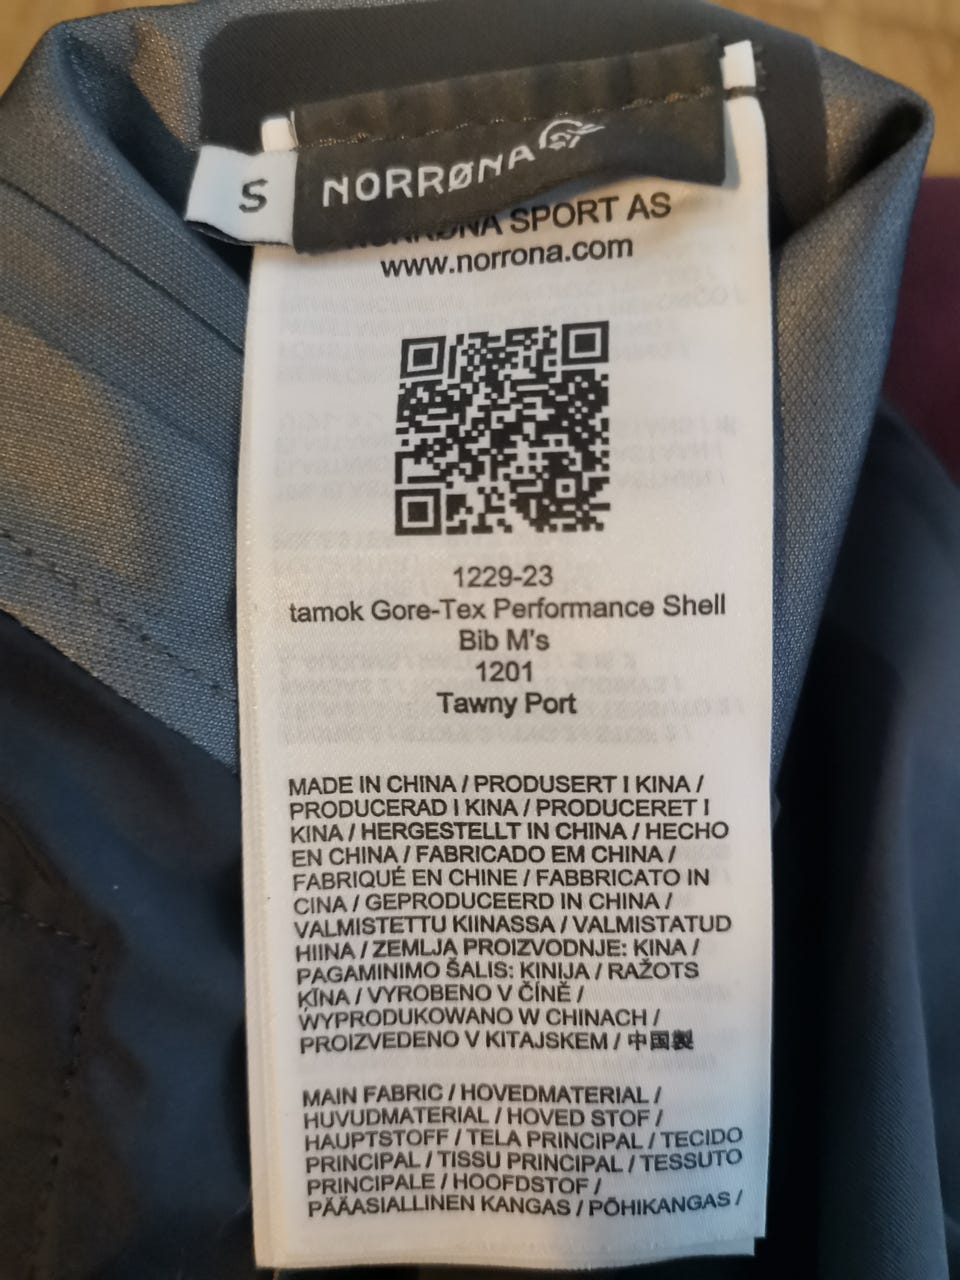 S
NORRØNA
NORRØNA SPORT AS
www.norrona.com
1229-23
tamok Gore-Tex Performance Shell
Bib M's
1201
Tawny Port
MADE IN CHINA / PRODUSERT I KINA /
PRODUCERAD I KINA / PRODUCERET I
KINA / HERGESTELLT IN CHINA / HECHO
EN CHINA / FABRICADO EM CHINA /
FABRIQUÉ EN CHINE / FABBRICATO IN
CINA / GEPRODUCEERD IN CHINA /
VALMISTETTU KIINASSA / VALMISTATUD
HIINA / ZEMLJA PROIZVODNJE: KINA /
PAGAMINIMO ŠALIS: KINIJA / RAŽOTS
ĶĪNA / VYROBENO V ČÍNĚ /
WYPRODUKOWANO W CHINACH /
PROIZVEDENO V KITAJSKEM / 中国製
MAIN FABRIC / HOVEDMATERIAL /
HUVUDMATERIAL / HOVED STOF /
HAUPTSTOFF / TELA PRINCIPAL / TECIDO
PRINCIPAL / TISSU PRINCIPAL / TESSUTO
PRINCIPALE / HOOFDSTOF /
PÄÄASIALLINEN KANGAS / PÕHIKANGAS /